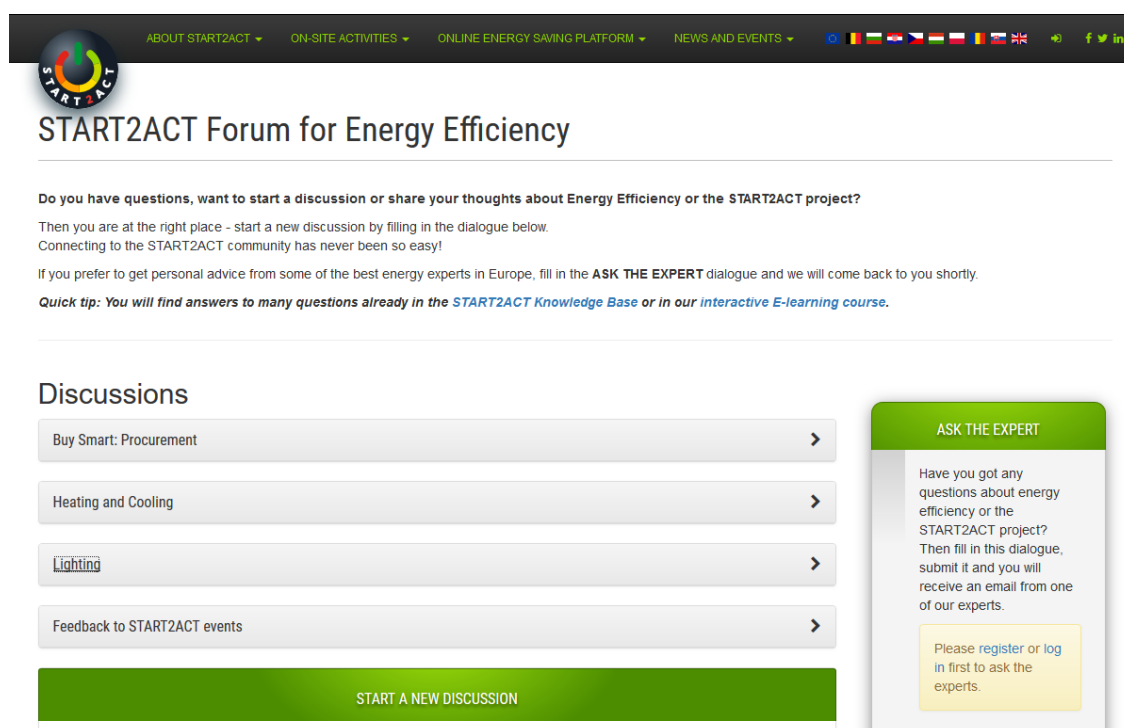 ABOUT START2ACT ON-SITE ACTIVITIES ONLINE ENERGY SAVING PLATFORM NEWS AND EVENTS
START2ACT
START2ACT Forum for Energy Efficiency
Do you have questions, want to start a discussion or share your thoughts about Energy Efficiency or the START2ACT project?
Then you are at the right place - start a new discussion by filling in the dialogue below.
Connecting to the START2ACT community has never been so easy!
If you prefer to get personal advice from some of the best energy experts in Europe, fill in the ASK THE EXPERT dialogue and we will come back to you shortly.
Quick tip: You will find answers to many questions already in the START2ACT Knowledge Base or in our interactive E-learning course.
Discussions
Buy Smart: Procurement
Heating and Cooling
Lighting
Feedback to START2ACT events
START A NEW DISCUSSION
ASK THE EXPERT
Have you got any
questions about energy
efficiency or the
START2ACT project?
Then fill in this dialogue,
submit it and you will
receive an email from one
of our experts.
Please register or log
in first to ask the
experts.